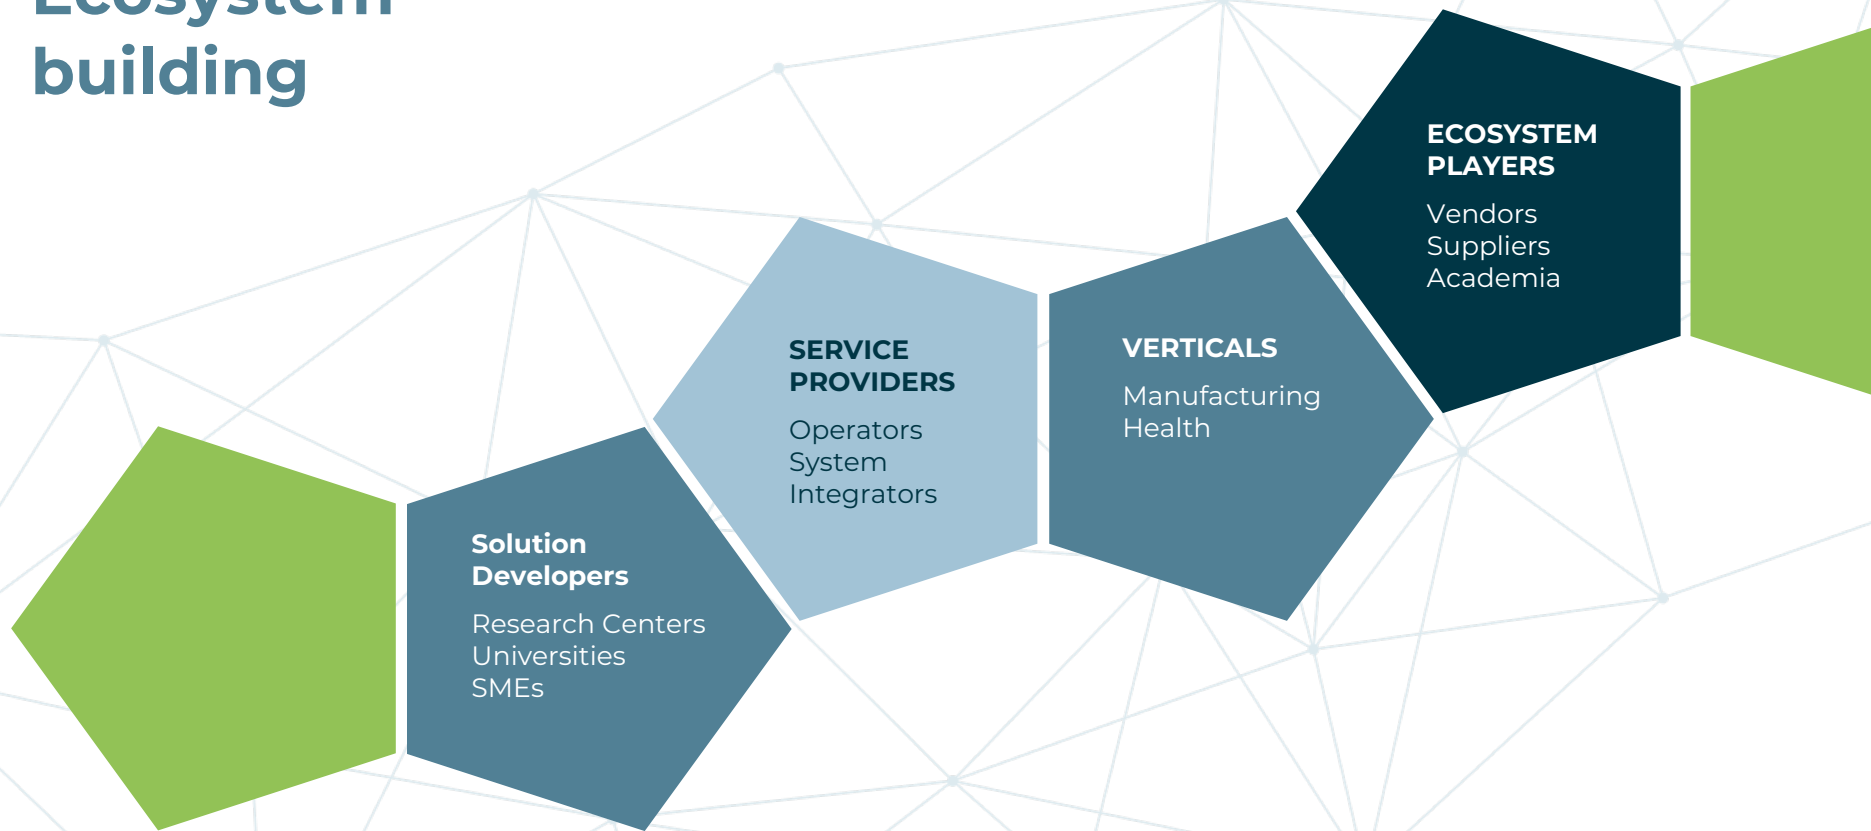 Ecosystem
building
Solution
Developers
Research Centers
Universities
SMEs
SERVICE
PROVIDERS
Operators
System
Integrators
VERTICALS
Manufacturing
Health
ECOSYSTEM
PLAYERS
Vendors
Suppliers
Academia